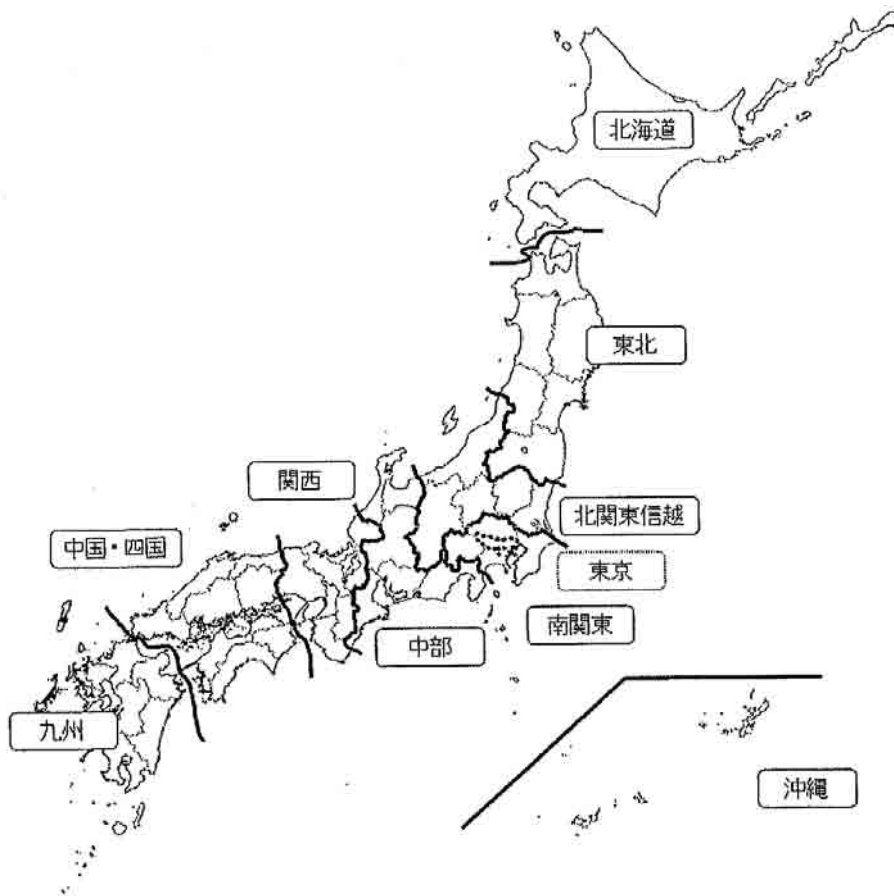 北海道
東北
関西
北関東信越
中国・四国
東京
南関東
中部
九州
沖縄